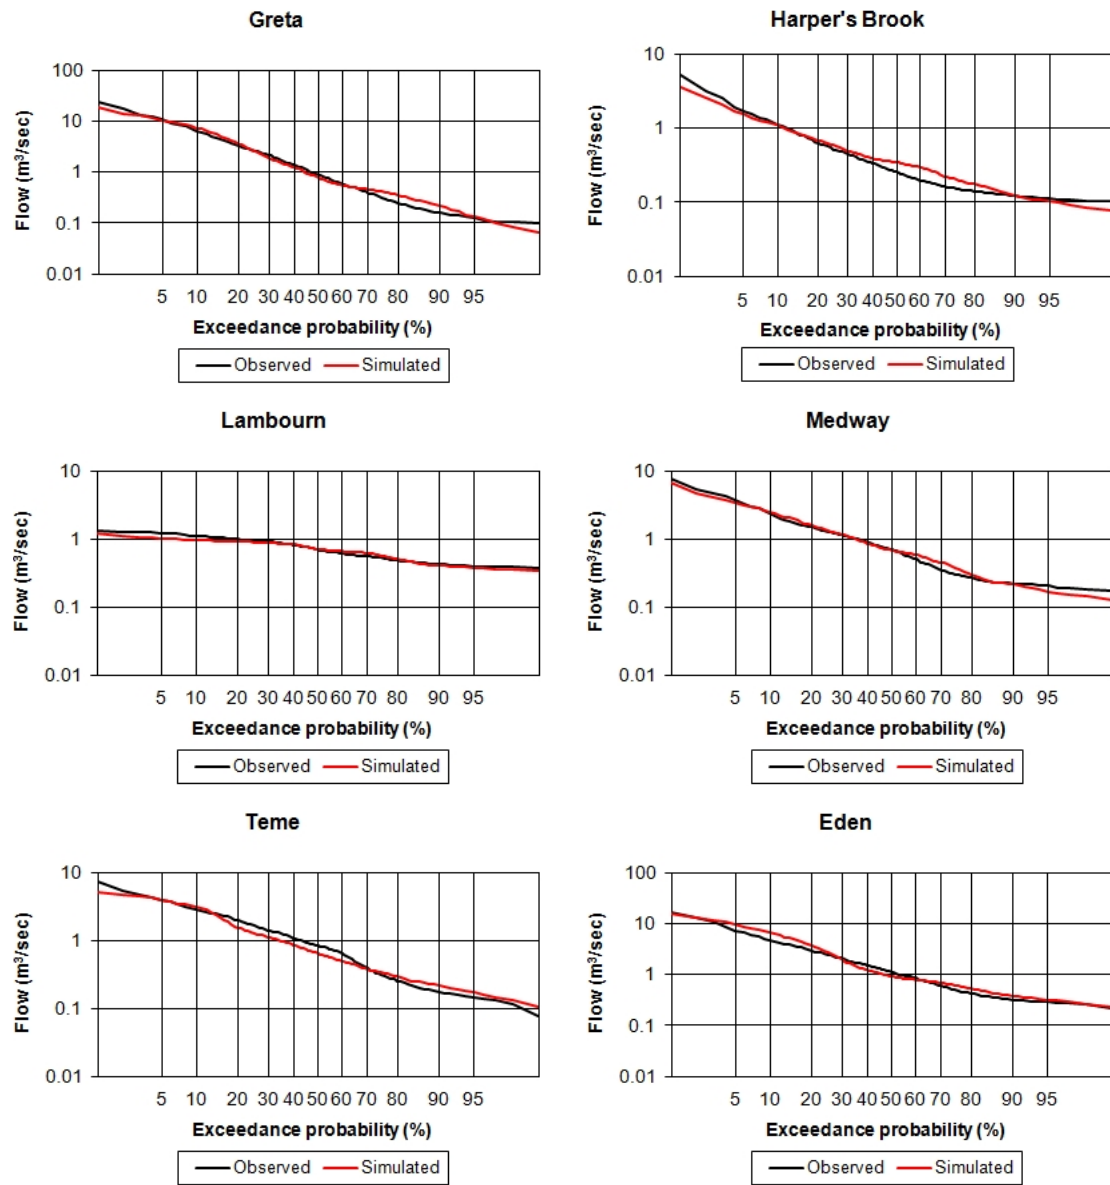 Greta
100
10
1
0.1
0.01
Flow (m³/sec)
5 10 20 30 40 50 60 70 80 90 95
Exceedance probability (%)
Observed Simulated
Harper's Brook
10
1
0.1
0.01
Flow (m³/sec)
5 10 20 30 40 50 60 70 80 90 95
Exceedance probability (%)
Observed Simulated
Lambourn
10
1
0.1
0.01
Flow (m³/sec)
5 10 20 30 40 50 60 70 80 90 95
Exceedance probability (%)
Observed Simulated
Medway
10
1
0.1
0.01
Flow (m³/sec)
5 10 20 30 40 50 60 70 80 90 95
Exceedance probability (%)
Observed Simulated
Teme
10
1
0.1
0.01
Flow (m³/sec)
5 10 20 30 40 50 60 70 80 90 95
Exceedance probability (%)
Observed Simulated
Eden
100
10
1
0.1
0.01
Flow (m³/sec)
5 10 20 30 40 50 60 70 80 90 95
Exceedance probability (%)
Observed Simulated